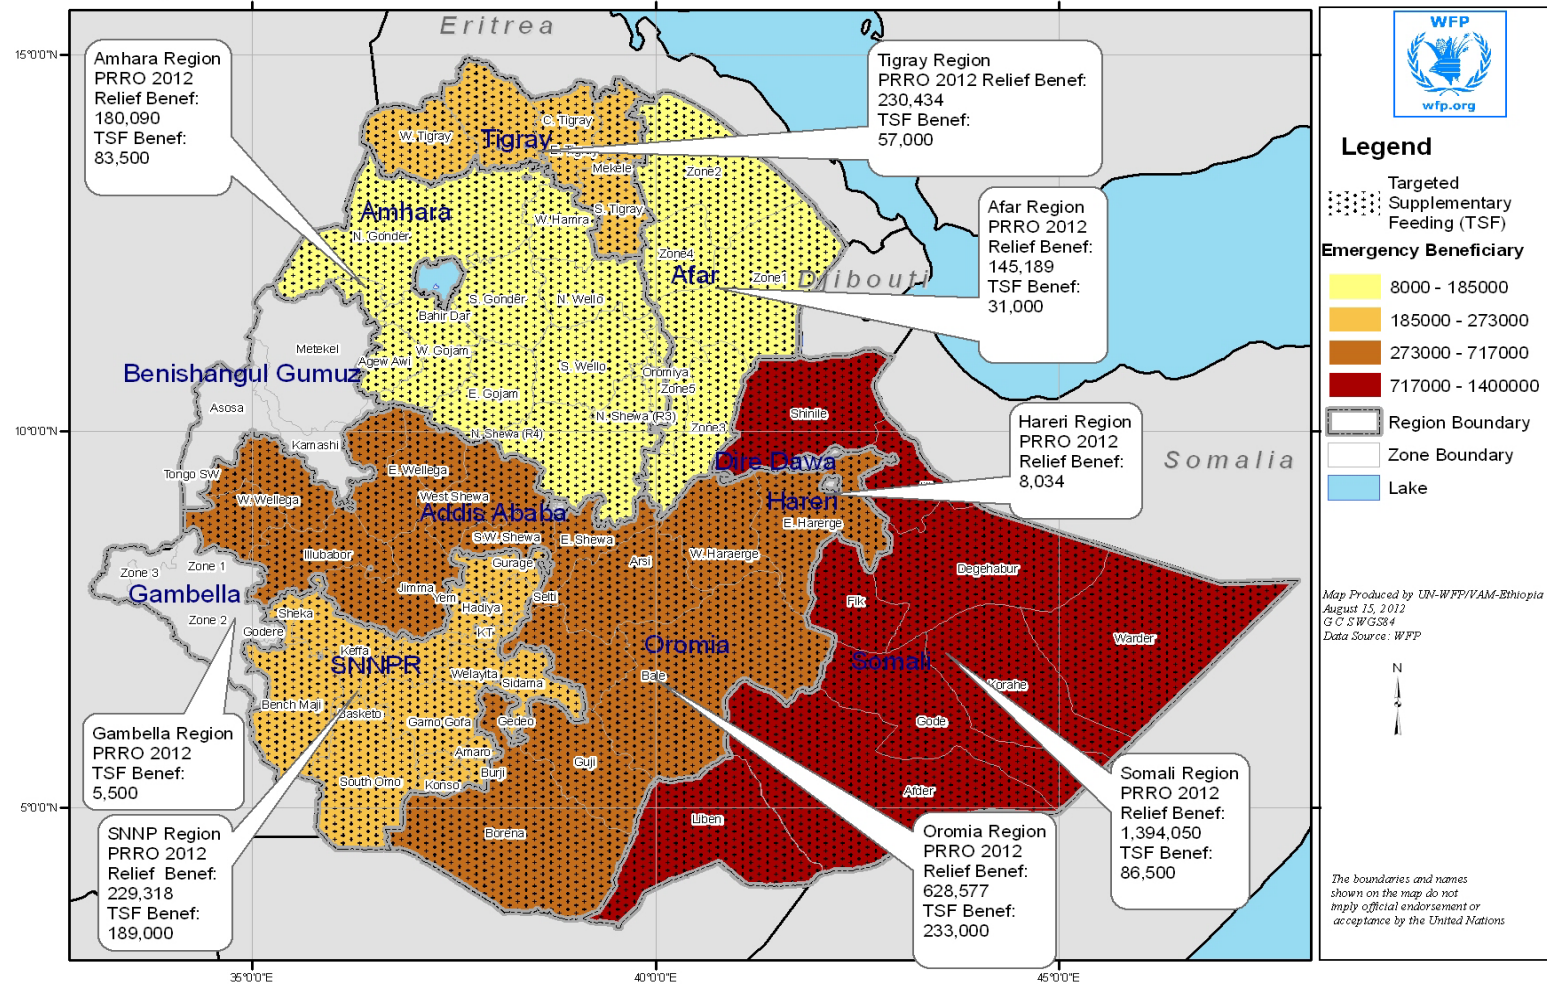 Eritrea
15°0'0"N
Amhara Region
PRRO 2012
Relief Benef:
180,090
TSF Benef:
83,500
Tigray Region
PRRO 2012 Relief Benef:
230,434
TSF Benef:
57,000
Afar Region
PRRO 2012
Relief Benef:
145,189
TSF Benef:
31,000
C. Tigray
W. Tigray
Tigray
Mekele
S. Tigray
Zone2
Amhara
W. Hamra
N. Gonder
Zone4
Afar
Zone1
Djibouti
S. Gonder
N. Wello
Bahir Dar
Metekel
W. Gojam
Agew Awi
S. Wello
Oromiya
Benishangul Gumuz
Zone5
E. Gojam
Asosa
N. Shewa (R3)
Shinile
10°0'0"N
N. Shewa (R4)
Zone3
Kamashi
Hareri Region
PRRO 2012
Relief Benef:
8,034
Somalia
Dire Dawa
Tongo SW
E. Wellega
W. Wellega
West Shewa
Hareri
Addis Ababa
E. Harerge
S.W. Shewa
E. Shewa
Illubabor
W. Haraerge
Zone 1
Zone 3
Gurage
Arsi
Degehabur
Gambella
Jimma
Yem
Selti
Hadiya
Fik
Zone 2
Sheka
Godere
KT
Warder
Keffa
SNNPR
Oromia
Somali
Welayita
Bale
Sidama
Korahe
Bench Maji
Basketo
Gamo Gofa
Gedeo
Gode
Gambella Region
PRRO 2012
TSF Benef:
5,500
Amaro
Guji
Burji
South Omo
Konso
Afder
Somali Region
PRRO 2012
Relief Benef:
1,394,050
TSF Benef:
86,500
5°0'0"N
Liben
Borena
SNNP Region
PRRO 2012
Relief  Benef:
229,318
TSF Benef:
189,000
Oromia Region
PRRO 2012
Relief Benef:
628,577
TSF Benef:
233,000
35°0'0"E
40°0'0"E
45°0'0"E
WFP
wfp.org
Legend
Targeted
Supplementary
Feeding (TSF)
Emergency Beneficiary
8000 - 185000
185000 - 273000
273000 - 717000
717000 - 1400000
Region Boundary
Zone Boundary
Lake
Map Produced by UN-WFP/VAM-Ethiopia
August 15, 2012
G C S WGS84
Data Source: WFP
N
The boundaries and names
shown on the map do not
imply official endorsement or
acceptance by the United Nations